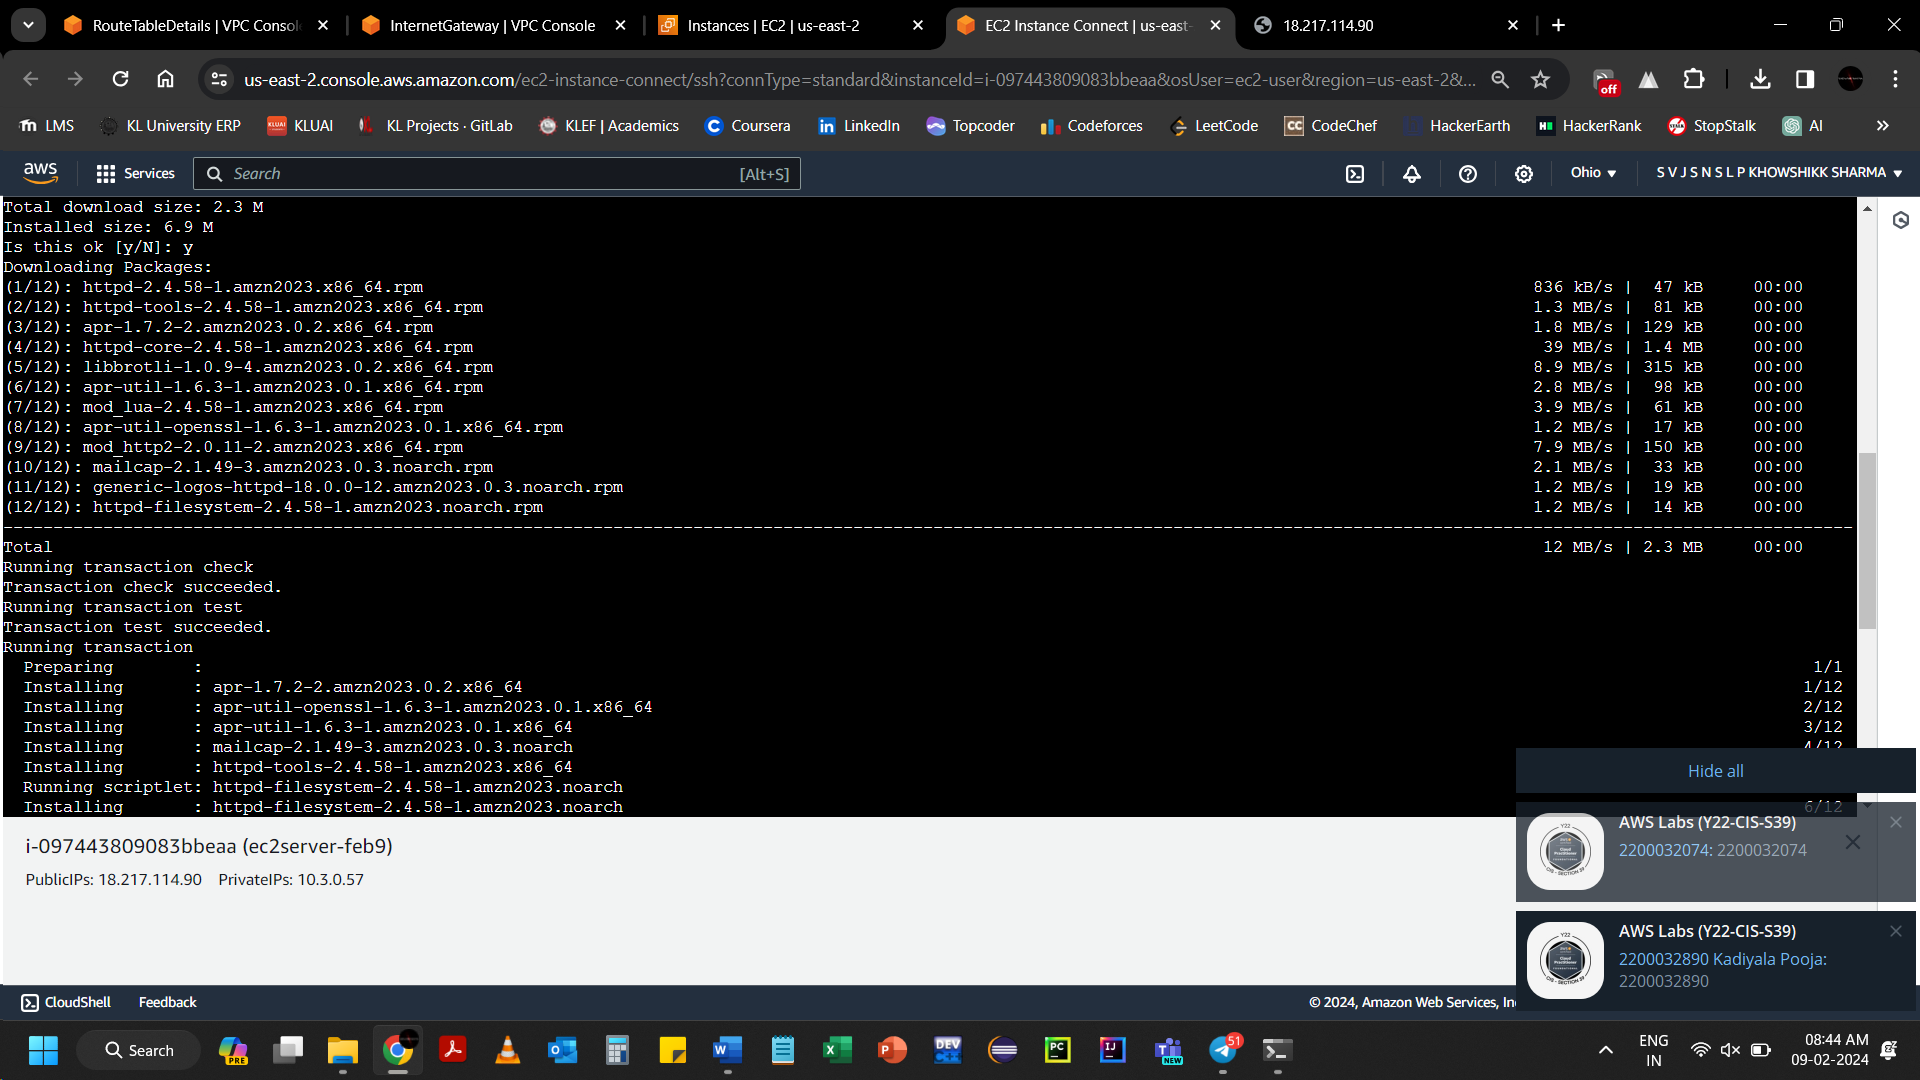 RouteTableDetails | VPC Conso
InternetGateway | VPC Console
Instances | EC2 | us-east-2
EC2 Instance Connect | us-east-
18.217.114.90
us-east-2.console.aws.amazon.com/ec2-instance-connect/ssh?connType=standard&instanceId=i-097443809083bbeaa&osUser=ec2-user&region=us-east-2&...
off
LMS
KL University ERP
KLUAI
KL Projects · GitLab
KLEF | Academics
Coursera
LinkedIn
Topcoder
Codeforces
LeetCode
CodeChef
HackerEarth
HackerRank
StopStalk
AI
aws
Services
Search
[Alt+S]
Ohio
S V J S N S L P KHOWSHIKK SHARMA
Total download size: 2.3 M
Installed size: 6.9 M
Is this ok [y/N]: y
Downloading Packages:
(1/12): httpd-2.4.58-1.amzn2023.x86_64.rpm 836 kB/s | 47 kB 00:00
(2/12): httpd-tools-2.4.58-1.amzn2023.x86_64.rpm 1.3 MB/s | 81 kB 00:00
(3/12): apr-1.7.2-2.amzn2023.0.2.x86_64.rpm 1.8 MB/s | 129 kB 00:00
(4/12): httpd-core-2.4.58-1.amzn2023.x86_64.rpm 39 MB/s | 1.4 MB 00:00
(5/12): libbrotli-1.0.9-4.amzn2023.0.2.x86_64.rpm 8.9 MB/s | 315 kB 00:00
(6/12): apr-util-1.6.3-1.amzn2023.0.1.x86_64.rpm 2.8 MB/s | 98 kB 00:00
(7/12): mod_lua-2.4.58-1.amzn2023.x86_64.rpm 3.9 MB/s | 61 kB 00:00
(8/12): apr-util-openssl-1.6.3-1.amzn2023.0.1.x86_64.rpm 1.2 MB/s | 17 kB 00:00
(9/12): mod_http2-2.0.11-2.amzn2023.x86_64.rpm 7.9 MB/s | 150 kB 00:00
(10/12): mailcap-2.1.49-3.amzn2023.0.3.noarch.rpm 2.1 MB/s | 33 kB 00:00
(11/12): generic-logos-httpd-18.0.0-12.amzn2023.0.3.noarch.rpm 1.2 MB/s | 19 kB 00:00
(12/12): httpd-filesystem-2.4.58-1.amzn2023.noarch.rpm 1.2 MB/s | 14 kB 00:00
Total 12 MB/s | 2.3 MB 00:00
Running transaction check
Transaction check succeeded.
Running transaction test
Transaction test succeeded.
Running transaction
Preparing : 1/1
Installing : apr-1.7.2-2.amzn2023.0.2.x86_64 1/12
Installing : apr-util-openssl-1.6.3-1.amzn2023.0.1.x86_64 2/12
Installing : apr-util-1.6.3-1.amzn2023.0.1.x86_64 3/12
Installing : mailcap-2.1.49-3.amzn2023.0.3.noarch 4/12
Installing : httpd-tools-2.4.58-1.amzn2023.x86_64
Running scriptlet: httpd-filesystem-2.4.58-1.amzn2023.noarch
Installing : httpd-filesystem-2.4.58-1.amzn2023.noarch 6/12
Hide all
AWS Labs (Y22-CIS-S39)
2200032074: 2200032074
AWS Labs (Y22-CIS-S39)
2200032890 Kadiyala Pooja:
2200032890
i-097443809083bbeaa (ec2server-feb9)
PublicIPs: 18.217.114.90 PrivateIPs: 10.3.0.57
CloudShell
Feedback
© 2024, Amazon Web Services, In
Search
PRE
DEV
PC
IJ
NEW
51
ENG
IN
08:44 AM
09-02-2024